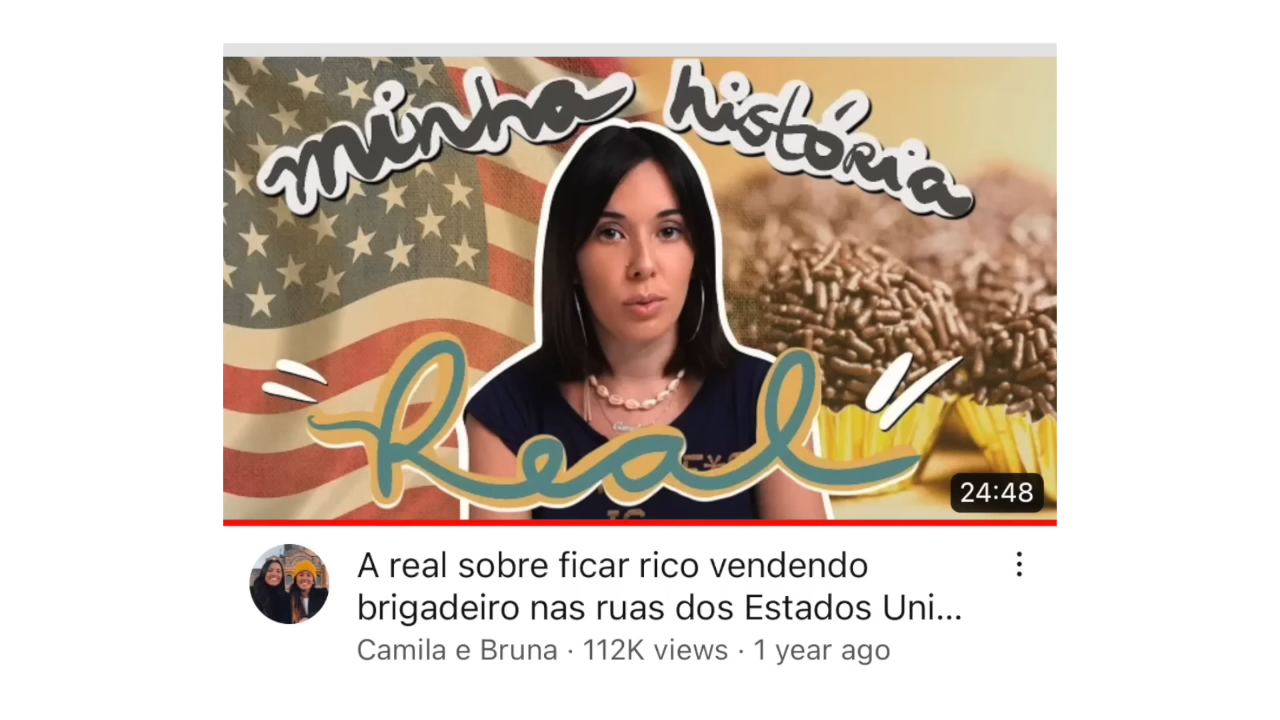 minha história
Real
24:48
A real sobre ficar rico vendendo
brigadeiro nas ruas dos Estados Uni...
Camila e Bruna · 112K views · 1 year ago